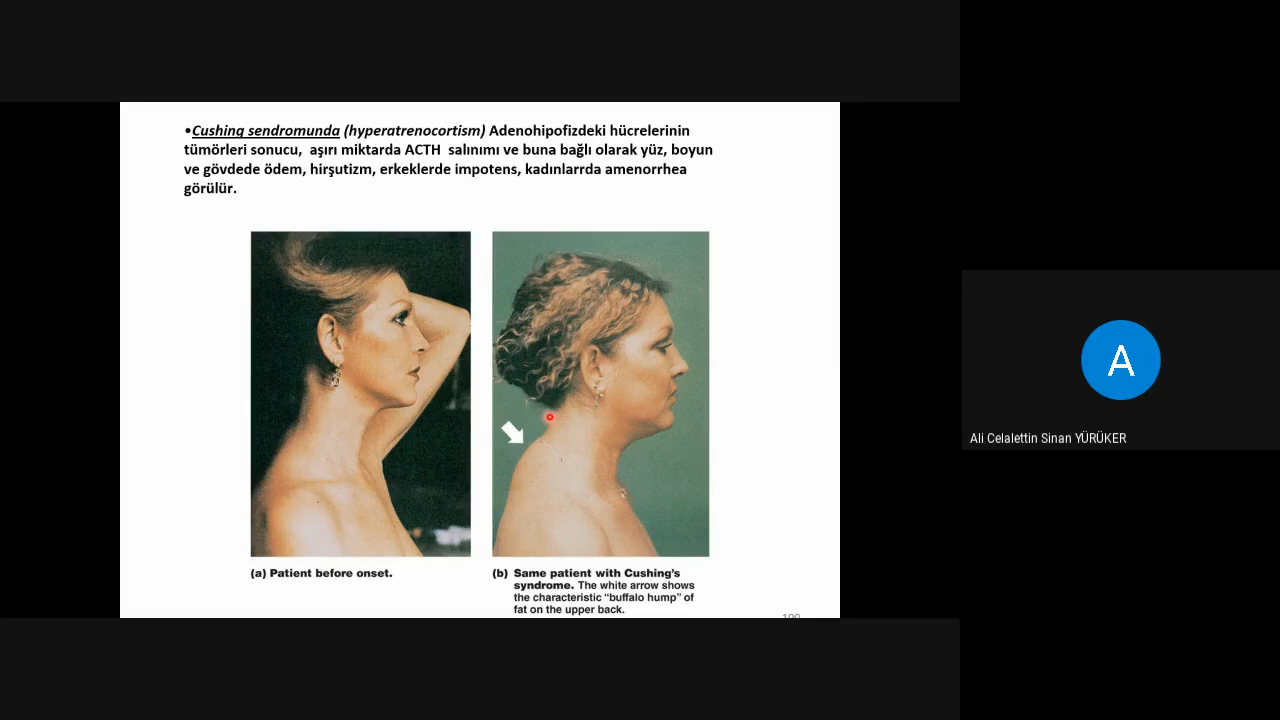 •Cushing sendromunda (hyperatrenocortism) Adenohipofizdeki hücrelerinin
tümörleri sonucu, aşırı miktarda ACTH salınımı ve buna bağlı olarak yüz, boyun
ve gövdede ödem, hirşutizm, erkeklerde impotens, kadınlarrda amenorrhea
görülür.
(a) Patient before onset.
(b) Same patient with Cushing's
syndrome. The white arrow shows
the characteristic “buffalo hump” of
fat on the upper back.
A
Ali Celalettin Sinan YÜRÜKER